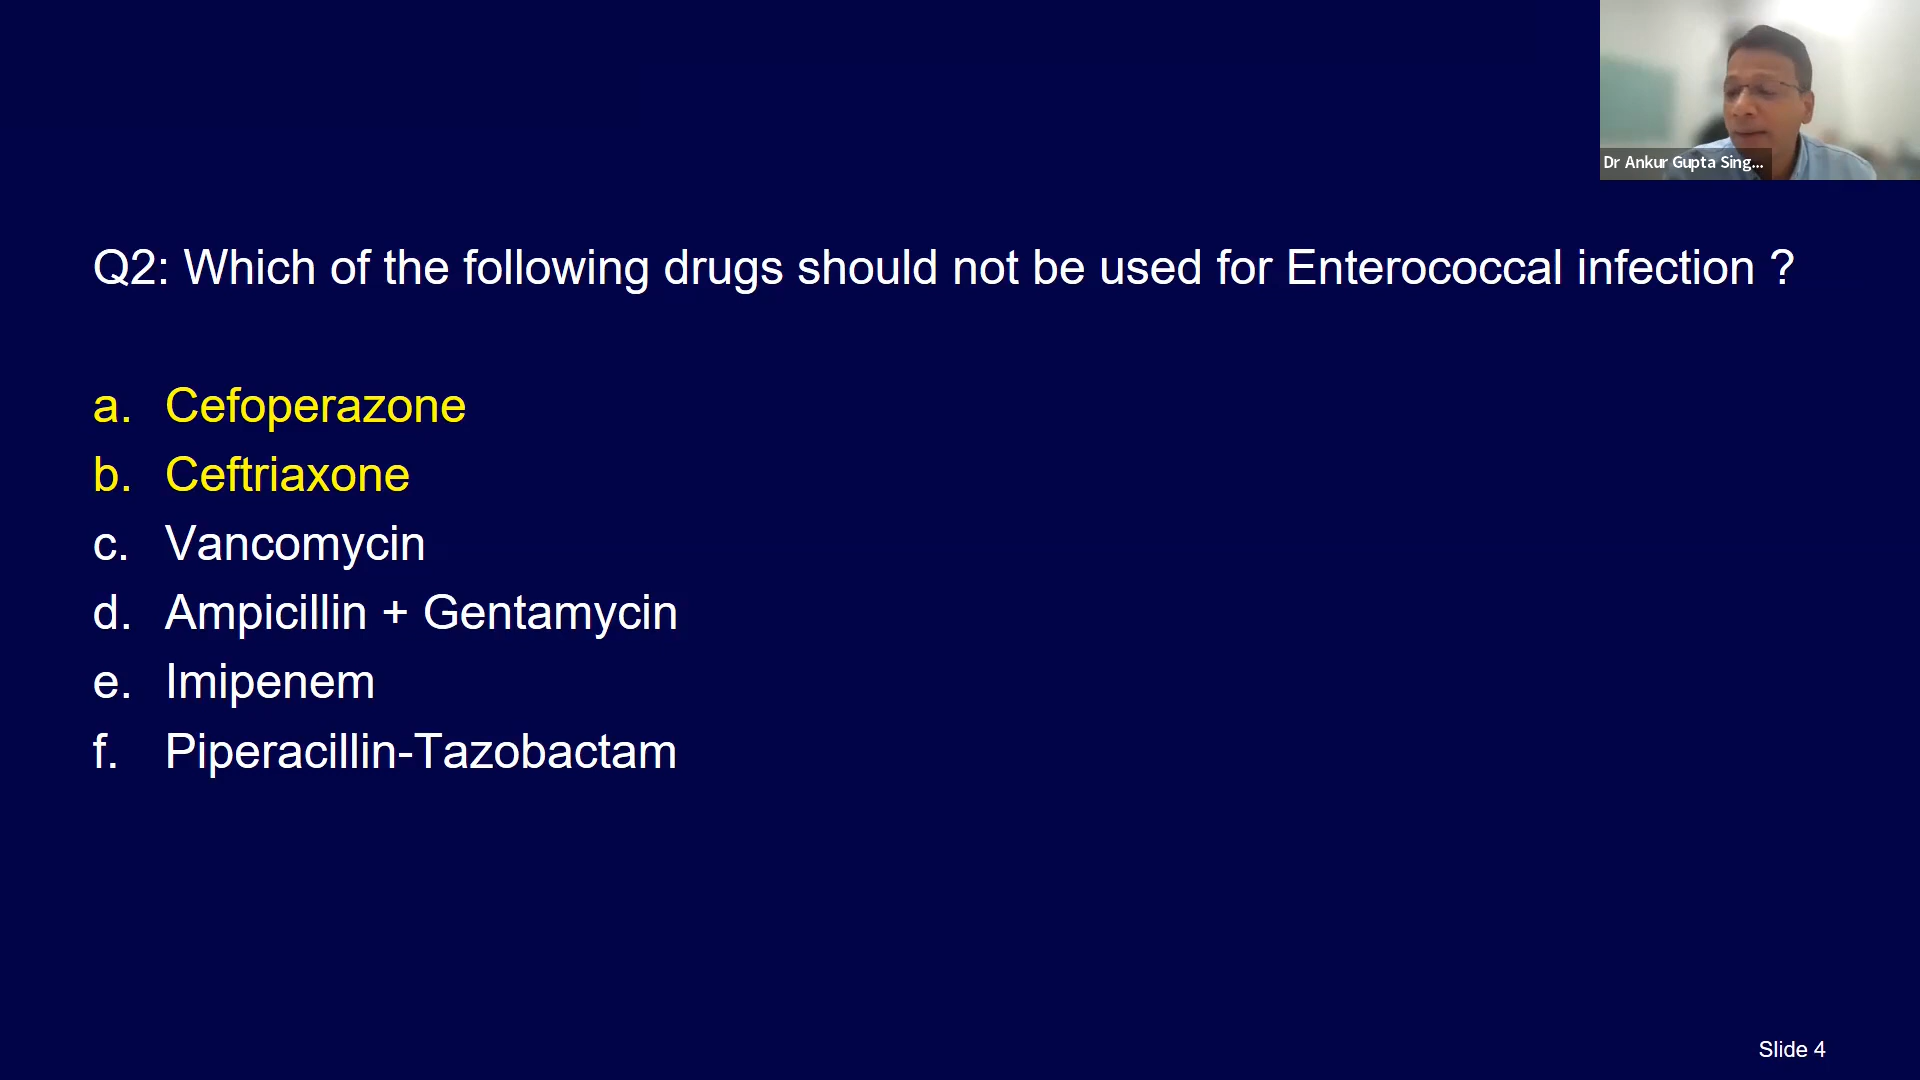 Dr Ankur Gupta Sing...
Q2: Which of the following drugs should not be used for Enterococcal infection ?
a. Cefoperazone
b. Ceftriaxone
c. Vancomycin
d. Ampicillin + Gentamycin
e. Imipenem
f. Piperacillin-Tazobactam
Slide 4